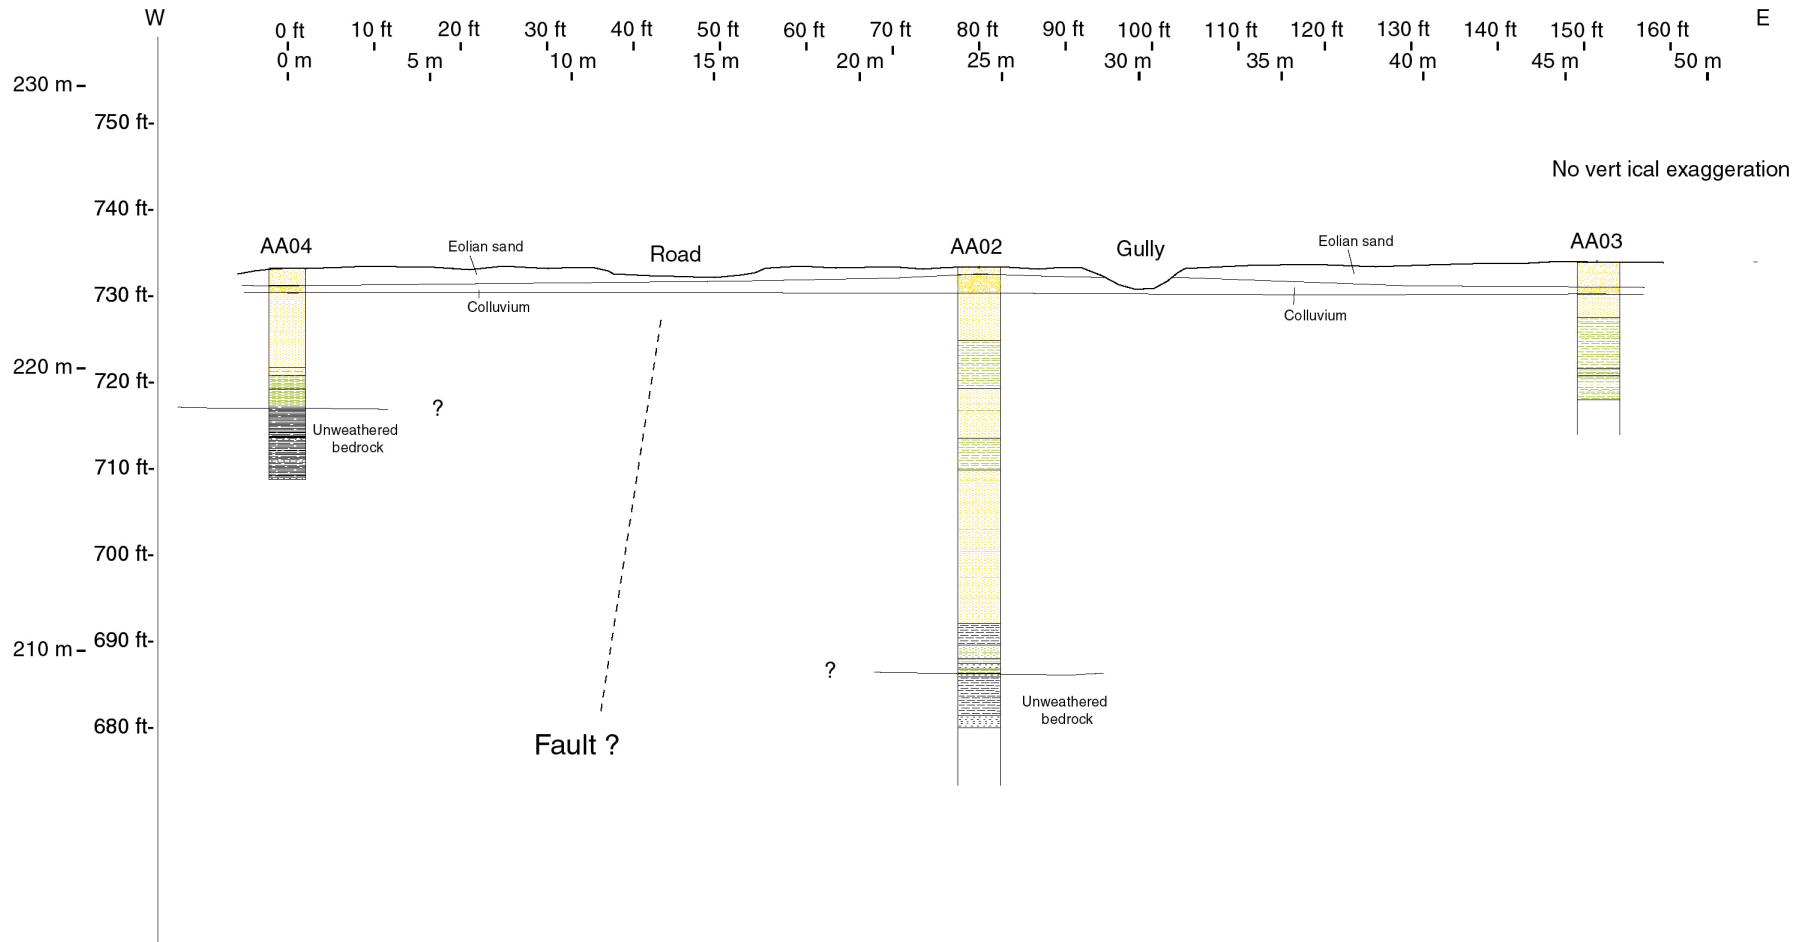 W E
0 ft 10 ft 20 ft 30 ft 40 ft 50 ft 60 ft 70 ft 80 ft 90 ft 100 ft 110 ft 120 ft 130 ft 140 ft 150 ft 160 ft
0 m 5 m 10 m 15 m 20 m 25 m 30 m 35 m 40 m 45 m 50 m
230 m
750 ft
No vert ical exaggeration
740 ft
AA04 Eolian sand Road AA02 Gully Eolian sand AA03
730 ft
Colluvium Colluvium
220 m
720 ft
?
Unweathered
bedrock
710 ft
700 ft
690 ft
210 m
?
Unweathered
bedrock
680 ft
Fault ?